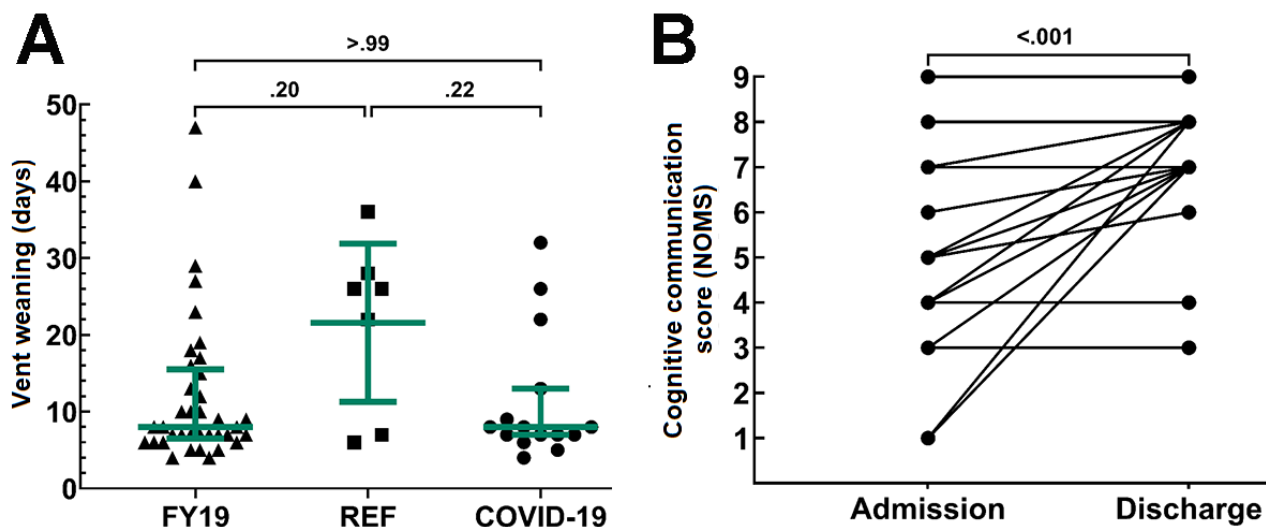 A
>.99
.20
.22
Vent weaning (days)
50
40
30
20
10
0
FY19
REF
COVID-19
B
<.001
Cognitive communication
score (NOMS)
9
8
7
6
5
4
3
2
1
Admission
Discharge